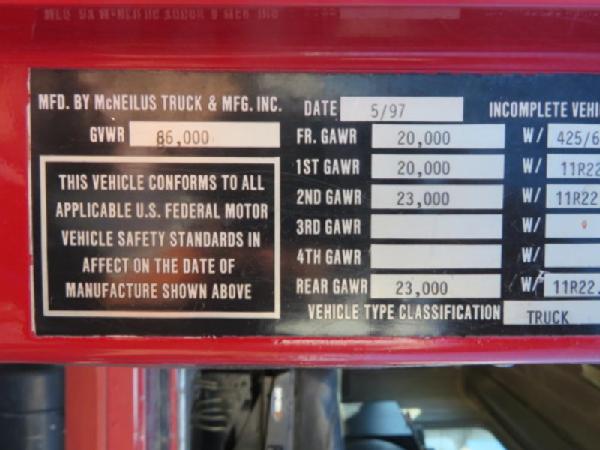 MFD. BY McNEILUS TRUCK & MFG. INC. DATE 5/97 INCOMPLETE VEHI
GVWR 86,000 FR. GAWR 20,000 W/ 425/6
1ST GAWR 20,000 W/ 11R22
2ND GAWR 23,000 W/ 11R22.
3RD GAWR W/
4TH GAWR W/
REAR GAWR 23,000 W/ 11R22.
VEHICLE TYPE CLASSIFICATION TRUCK
THIS VEHICLE CONFORMS TO ALL
APPLICABLE U.S. FEDERAL MOTOR
VEHICLE SAFETY STANDARDS IN
AFFECT ON THE DATE OF
MANUFACTURE SHOWN ABOVE